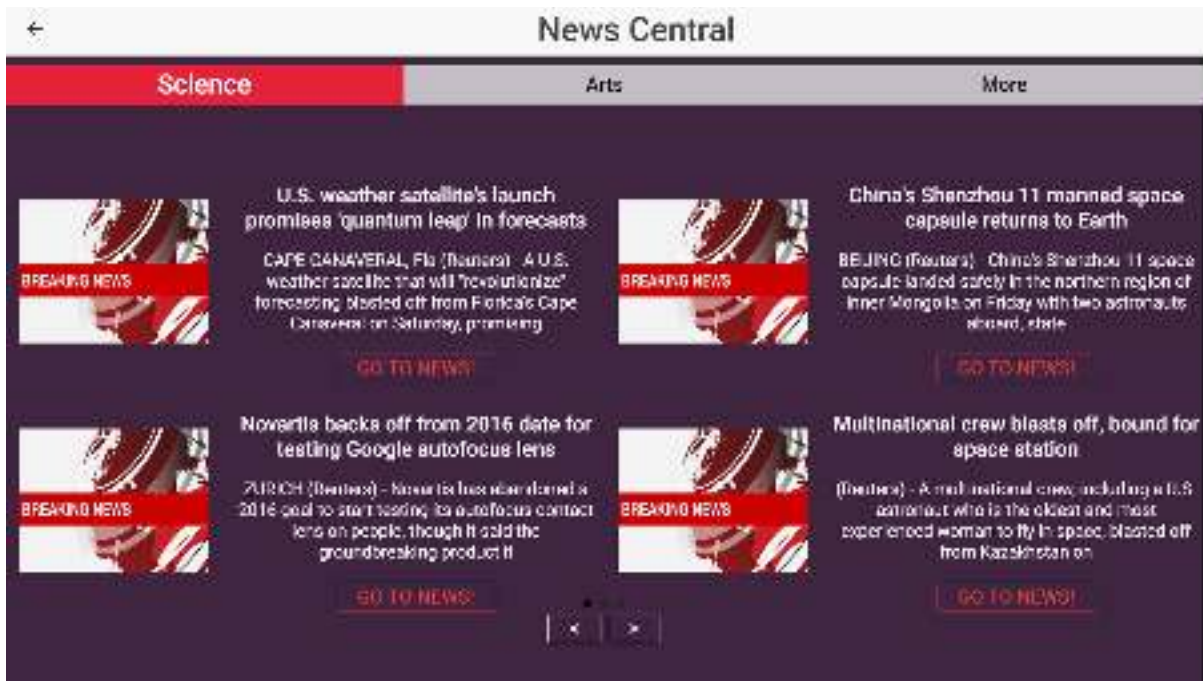 ←
News Central
Science
Arts
More
BREAKING NEWS
U.S. weather satellite's launch
promises 'quantum leap' in forecasts
CAPE CANAVERAL, Fla (Reuters) - A U.S.
weather satellite that will "revolutionize"
forecasting blasted off from Florida's Cape
Canaveral on Saturday, promising
GO TO NEWS!
BREAKING NEWS
China's Shenzhou 11 manned space
capsule returns to Earth
BEIJING (Reuters) - China's Shenzhou 11 space
capsule landed safely in the northern region of
Inner Mongolia on Friday with two astronauts
aboard, state
GO TO NEWS!
BREAKING NEWS
Novartis backs off from 2016 date for
testing Google autofocus lens
ZURICH (Reuters) - Novartis has abandoned a
2016 goal to start testing its autofocus contact
lens on people, though it said the
groundbreaking product it
GO TO NEWS!
BREAKING NEWS
Multinational crew blasts off, bound for
space station
(Reuters) - A multinational crew, including a U.S.
astronaut who is the oldest and most
experienced woman to fly in space, blasted off
from Kazakhstan on
GO TO NEWS!
< >